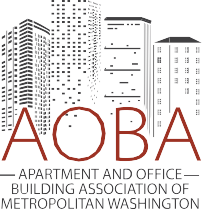 AOBA
APARTMENT AND OFFICE
BUILDING ASSOCIATION OF
METROPOLITAN WASHINGTON